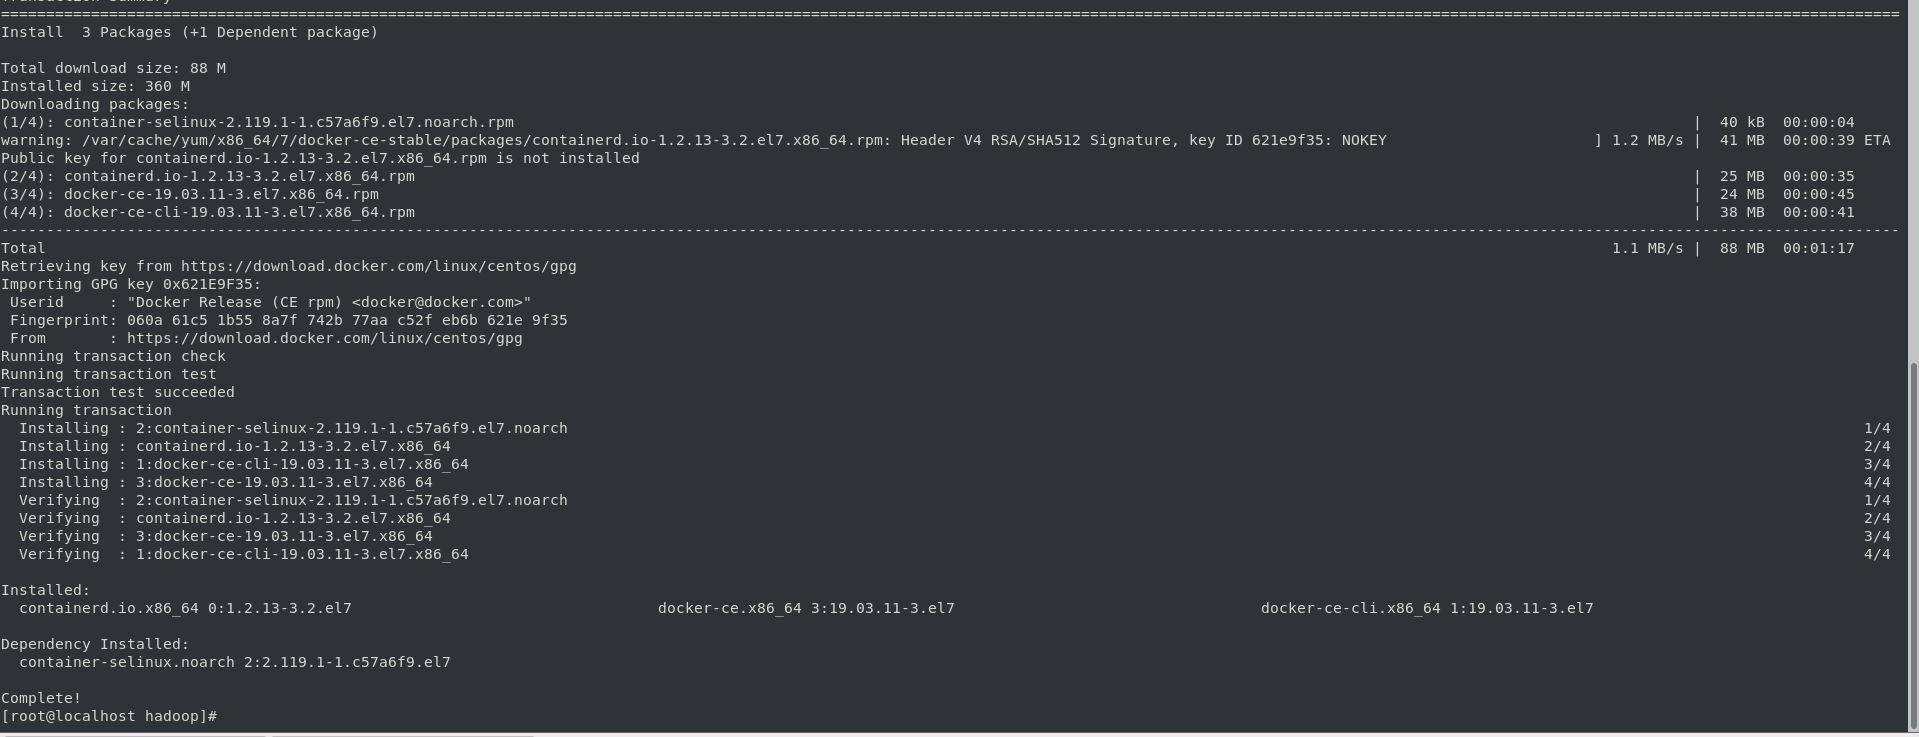 Transaction Summary
================================================================================
Install  3 Packages (+1 Dependent package)
Total download size: 88 M
Installed size: 360 M
Downloading packages:
(1/4): container-selinux-2.119.1-1.c57a6f9.el7.noarch.rpm | 40 kB 00:00:04
warning: /var/cache/yum/x86_64/7/docker-ce-stable/packages/containerd.io-1.2.13-3.2.el7.x86_64.rpm: Header V4 RSA/SHA512 Signature, key ID 621e9f35: NOKEY ] 1.2 MB/s | 41 MB 00:00:39 ETA
Public key for containerd.io-1.2.13-3.2.el7.x86_64.rpm is not installed
(2/4): containerd.io-1.2.13-3.2.el7.x86_64.rpm | 25 MB 00:00:35
(3/4): docker-ce-19.03.11-3.el7.x86_64.rpm | 24 MB 00:00:45
(4/4): docker-ce-cli-19.03.11-3.el7.x86_64.rpm | 38 MB 00:00:41
--------------------------------------------------------------------------------
Total 1.1 MB/s | 88 MB 00:01:17
Retrieving key from https://download.docker.com/linux/centos/gpg
Importing GPG key 0x621E9F35:
 Userid     : "Docker Release (CE rpm) <docker@docker.com>"
 Fingerprint: 060a 61c5 1b55 8a7f 742b 77aa c52f eb6b 621e 9f35
 From       : https://download.docker.com/linux/centos/gpg
Running transaction check
Running transaction test
Transaction test succeeded
Running transaction
  Installing : 2:container-selinux-2.119.1-1.c57a6f9.el7.noarch 1/4
  Installing : containerd.io-1.2.13-3.2.el7.x86_64 2/4
  Installing : 1:docker-ce-cli-19.03.11-3.el7.x86_64 3/4
  Installing : 3:docker-ce-19.03.11-3.el7.x86_64 4/4
  Verifying  : 2:container-selinux-2.119.1-1.c57a6f9.el7.noarch 1/4
  Verifying  : containerd.io-1.2.13-3.2.el7.x86_64 2/4
  Verifying  : 3:docker-ce-19.03.11-3.el7.x86_64 3/4
  Verifying  : 1:docker-ce-cli-19.03.11-3.el7.x86_64 4/4
Installed:
  containerd.io.x86_64 0:1.2.13-3.2.el7 docker-ce.x86_64 3:19.03.11-3.el7 docker-ce-cli.x86_64 1:19.03.11-3.el7
Dependency Installed:
  container-selinux.noarch 2:2.119.1-1.c57a6f9.el7
Complete!
[root@localhost hadoop]#